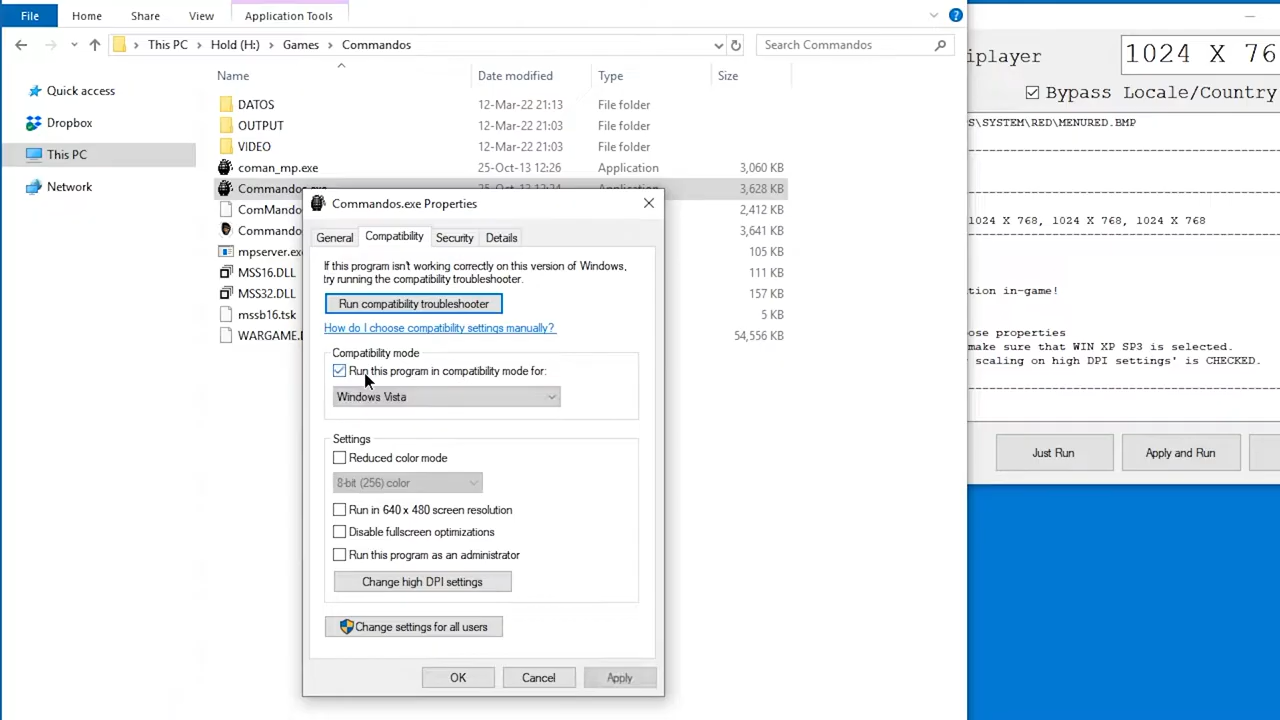 File Home Share View Application Tools
This PC Hold (H:) Games Commandos Search Commandos
Name Date modified Type Size
Quick access
Dropbox
This PC
Network
DATOS 12-Mar-22 21:13 File folder
OUTPUT 12-Mar-22 21:03 File folder
VIDEO 12-Mar-22 21:03 File folder
coman_mp.exe 25-Oct-13 12:26 Application 3,060 KB
Commandos.exe 25-Oct-13 12:24 Application 3,628 KB
ComMando 2,412 KB
Commando 3,641 KB
mpserver.exe 105 KB
MSS16.DLL 111 KB
MSS32.DLL 157 KB
mssb16.tsk 5 KB
WARGAME. 54,556 KB
Commandos.exe Properties
General Compatibility Security Details
If this program isn't working correctly on this version of Windows,
try running the compatibility troubleshooter.
Run compatibility troubleshooter
How do I choose compatibility settings manually?
Compatibility mode
Run this program in compatibility mode for:
Windows Vista
Settings
Reduced color mode
8-bit (256) color
Run in 640 x 480 screen resolution
Disable fullscreen optimizations
Run this program as an administrator
Change high DPI settings
Change settings for all users
OK Cancel Apply
iplayer 1024 X 76
Bypass Locale/Country
S\SYSTEM\RED\MENURED.BMP
1024 X 768, 1024 X 768, 1024 X 768
tion in-game!
ose properties
make sure that WIN XP SP3 is selected.
scaling on high DPI settings' is CHECKED.
Just Run Apply and Run